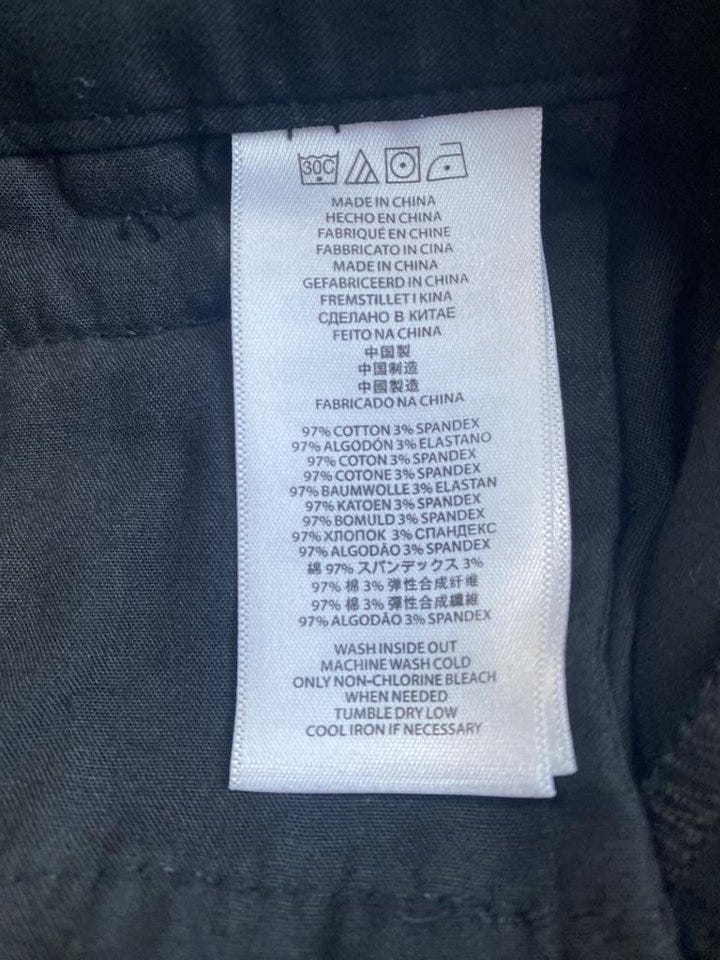 30C
MADE IN CHINA
HECHO EN CHINA
FABRIQUÉ EN CHINE
FABBRICATO IN CINA
MADE IN CHINA
GEFABRICEERD IN CHINA
FREMSTILLET I KINA
СДЕЛАНО В КИТАЕ
FEITO NA CHINA
中国製
中国制造
中國製造
FABRICADO NA CHINA
97% COTTON 3% SPANDEX
97% ALGODÓN 3% ELASTANO
97% COTON 3% SPANDEX
97% COTONE 3% SPANDEX
97% BAUMWOLLE 3% ELASTAN
97% KATOEN 3% SPANDEX
97% BOMULD 3% SPANDEX
97% ХЛОПОК 3% СПАНДЕКС
97% ALGODÃO 3% SPANDEX
綿 97% スパンデックス 3%
97% 棉 3% 弹性合成纤维
97% 棉 3% 彈性合成纖維
97% ALGODÃO 3% SPANDEX
WASH INSIDE OUT
MACHINE WASH COLD
ONLY NON-CHLORINE BLEACH
WHEN NEEDED
TUMBLE DRY LOW
COOL IRON IF NECESSARY